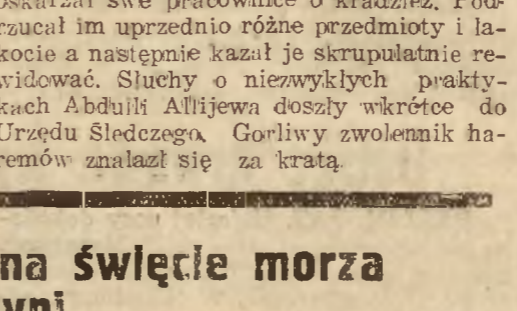 oskarżał swe pracownice o kradzież. Pod-
rzucał im uprzednio różne przedmioty i ła-
kocie a następnie kazał je skrupulatnie re-
widować. Słuchy o niezwykłych prakty-
kach Abdulli Allijewa doszły wkrótce do
Urzędu Śledczego. Gorliwy zwolennik ha-
remów znalazł się za kratą.
na święcie morza
yni